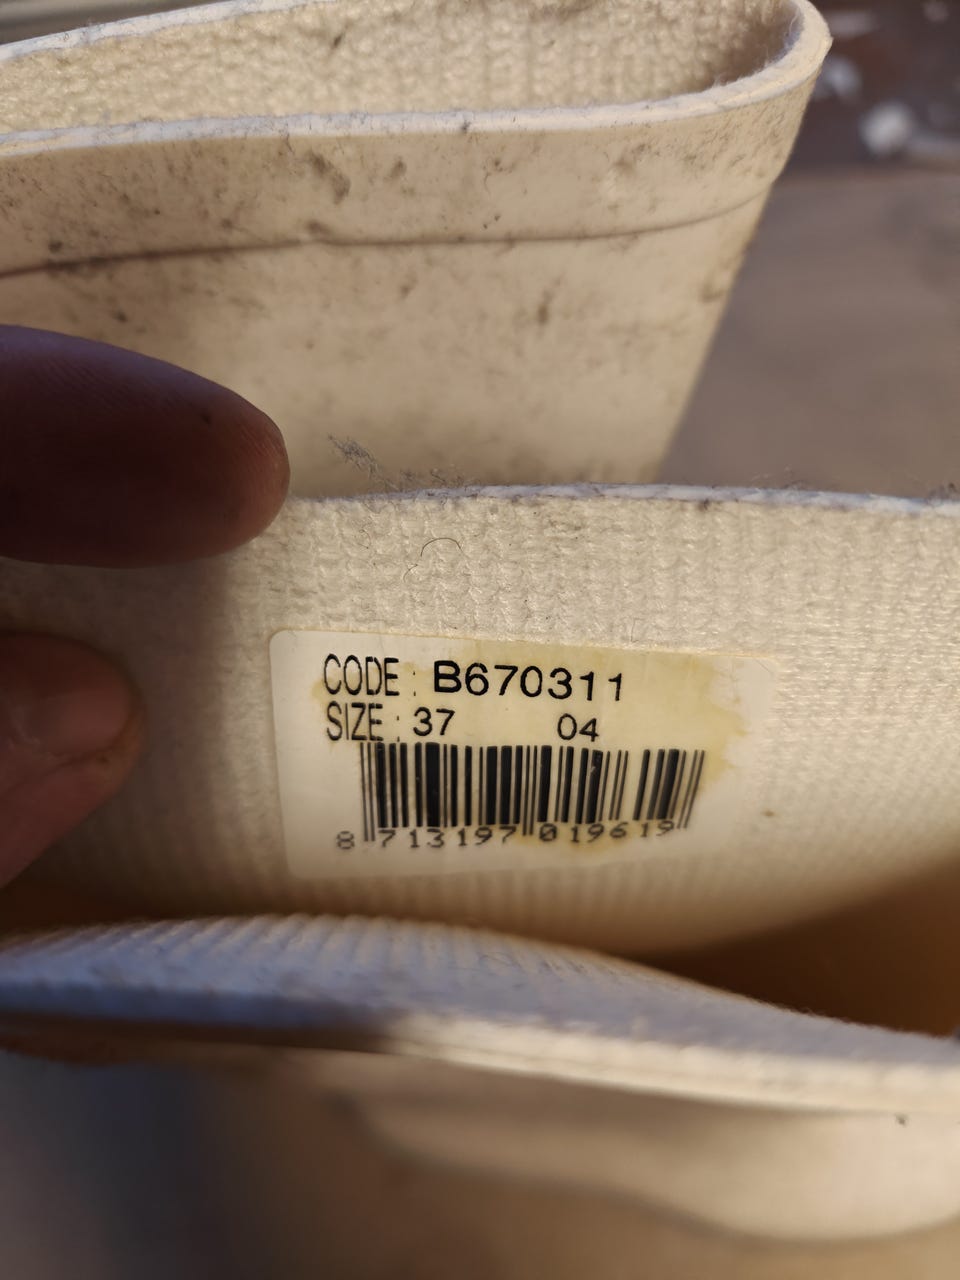 CODE : B670311
SIZE : 37 04
8 713197 019619